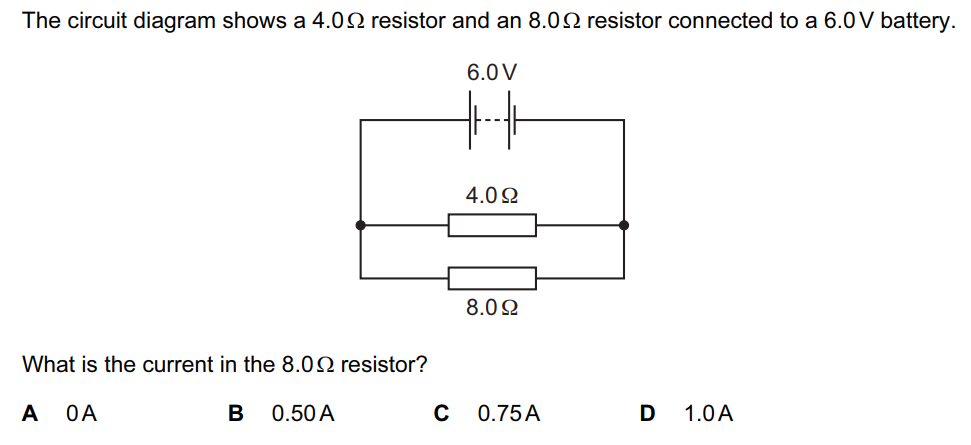 The circuit diagram shows a 4.0Ω resistor and an 8.0Ω resistor connected to a 6.0V battery.
6.0V
4.0Ω
8.0Ω
What is the current in the 8.0Ω resistor?
A 0A B 0.50A C 0.75A D 1.0A